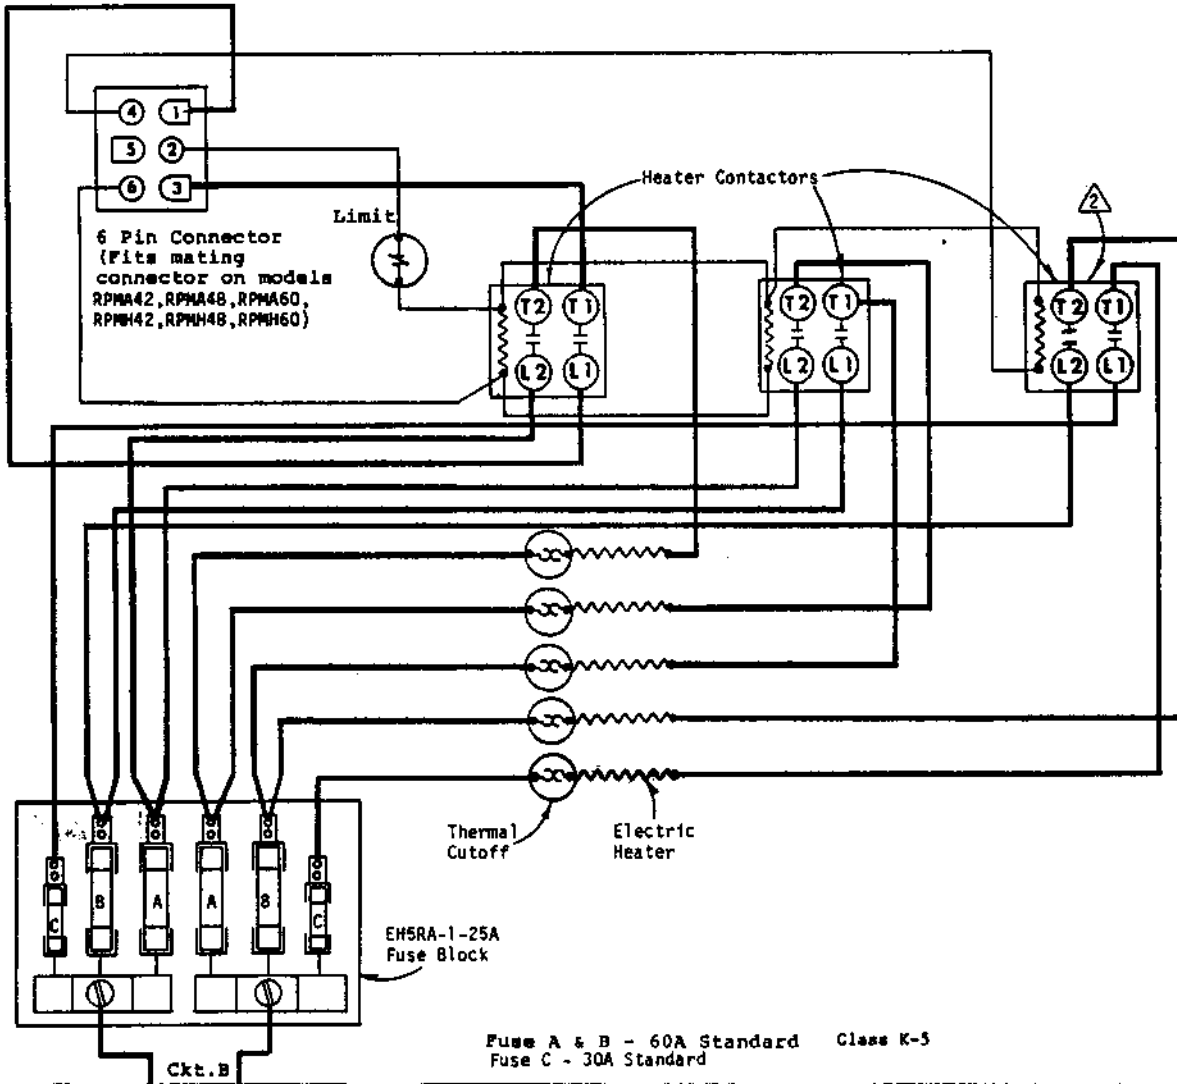 4 1
5 2
6 3
Heater Contactors
2
Limit
6 Pin Connector
(Fits mating
connector on models
RPMA42,RPMA48,RPMA60,
RPMH42,RPMH48,RPMH60)
T2 T1
L2 L1
T2 T1
L2 L1
T2 T1
L2 L1
Thermal
Cutoff
Electric
Heater
C B A A B C
EH5RA-1-25A
Fuse Block
Ckt.B
Fuse A & B - 60A Standard Class K-5
Fuse C - 30A Standard